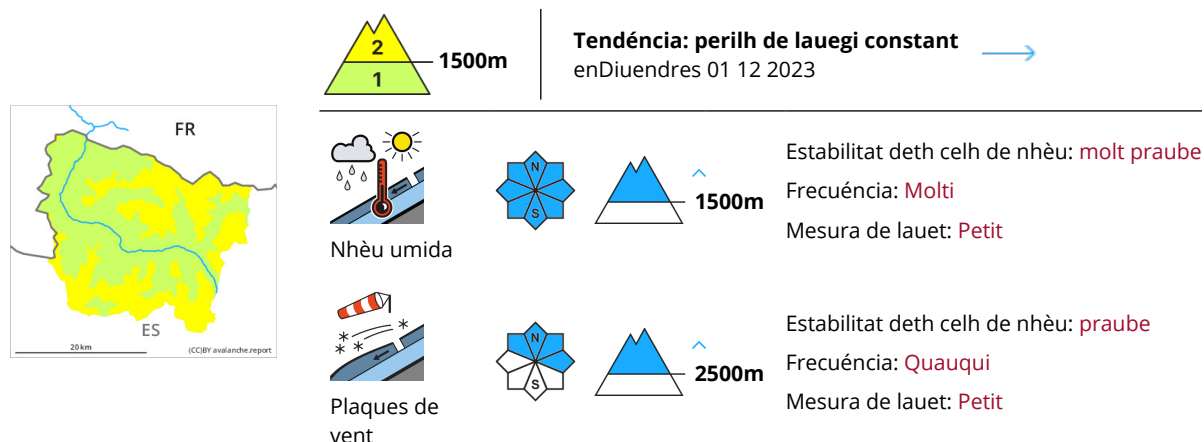 2
1
1500m
Tendéncia: perilh de lauegi constant
enDiuendres 01 12 2023
FR
ES
20 km
(CC)BY avalanche.report
N
S
1500m
Nhèu umida
Estabilitat deth celh de nhèu: molt praube
Frecuéncia: Molti
Mesura de lauet: Petit
N
S
2500m
Plaques de
vent
Estabilitat deth celh de nhèu: praube
Frecuéncia: Quauqui
Mesura de lauet: Petit